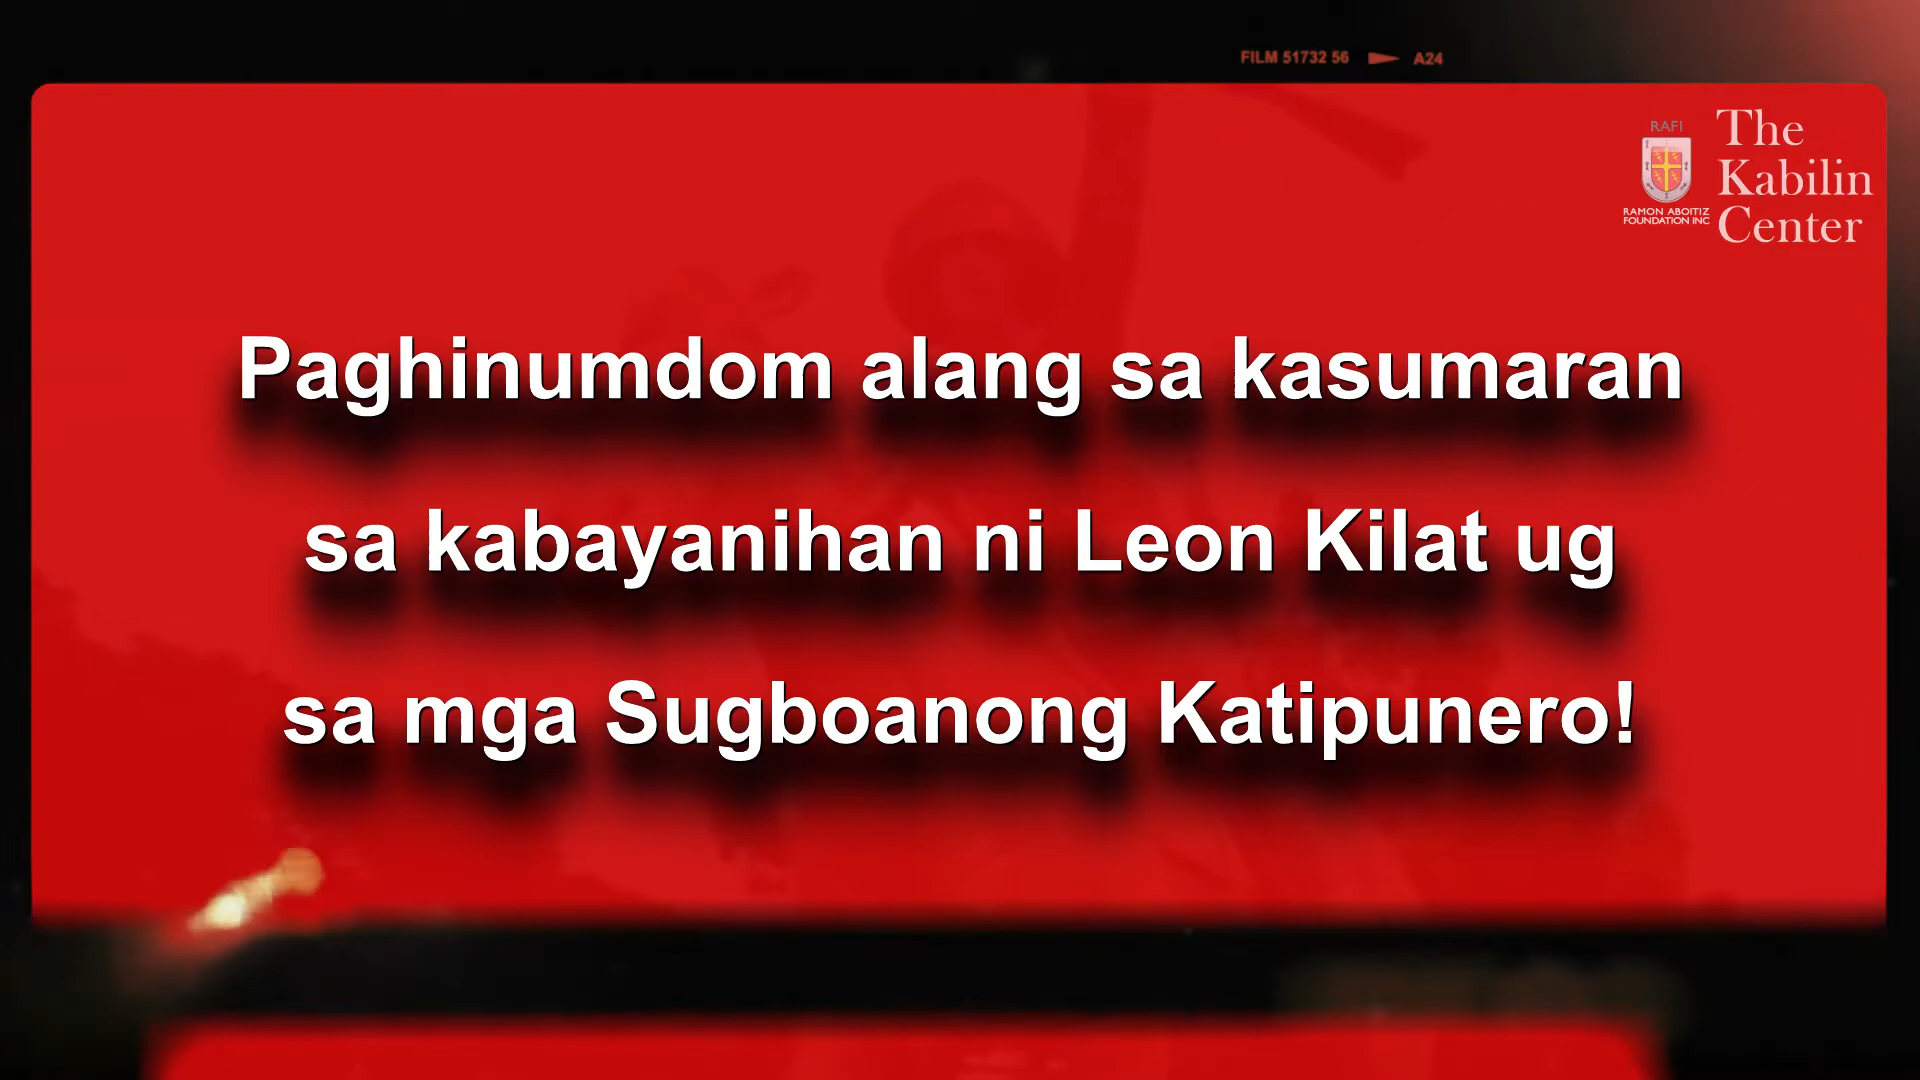 FILM 51732 56 A24
RAFI
RAMON ABOITIZ
FOUNDATION INC
The
Kabilin
Center
Paghinumdom alang sa kasumaran
sa kabayanihan ni Leon Kilat ug
sa mga Sugboanong Katipunero!